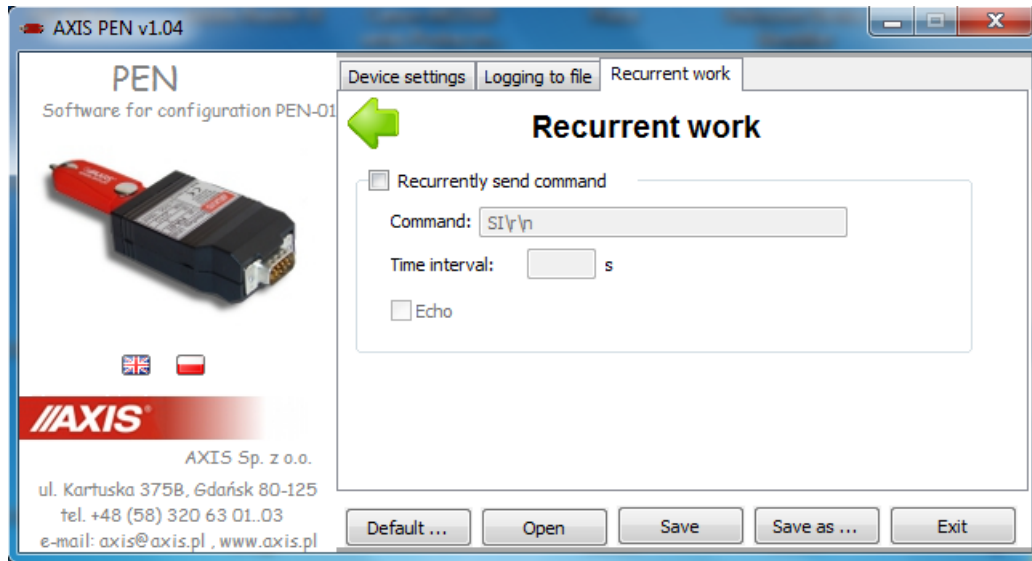 AXIS PEN v1.04
PEN
Software for configuration PEN-01
AXIS
AXIS Sp. z o.o.
ul. Kartuska 375B, Gdańsk 80-125
tel. +48 (58) 320 63 01..03
e-mail: axis@axis.pl , www.axis.pl
Device settings
Logging to file
Recurrent work
Recurrent work
Recurrently send command
Command: SI\r\n
Time interval: s
Echo
Default ...
Open
Save
Save as ...
Exit